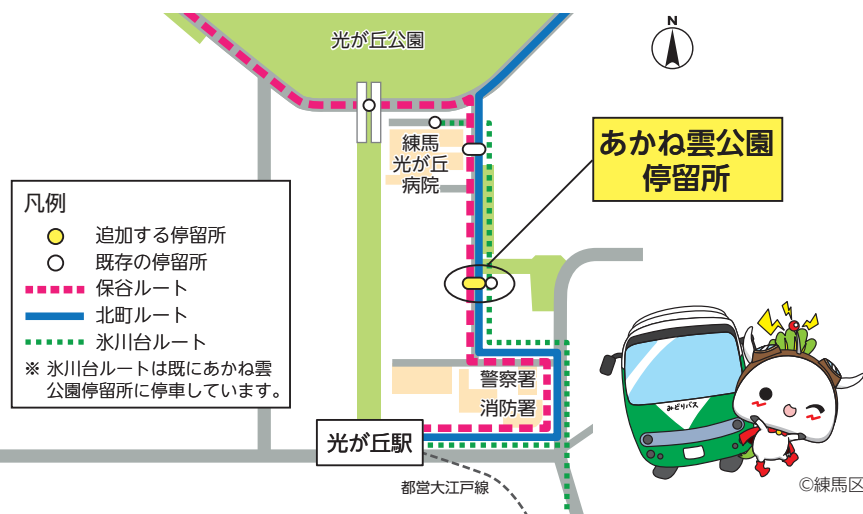 光が丘公園
N
あかね雲公園
停留所
練馬
光が丘
病院
凡例
追加する停留所
既存の停留所
保谷ルート
北町ルート
氷川台ルート
※ 氷川台ルートは既にあかね雲
公園停留所に停車しています。
警察署
消防署
光が丘駅
都営大江戸線
みどりバス
©練馬区